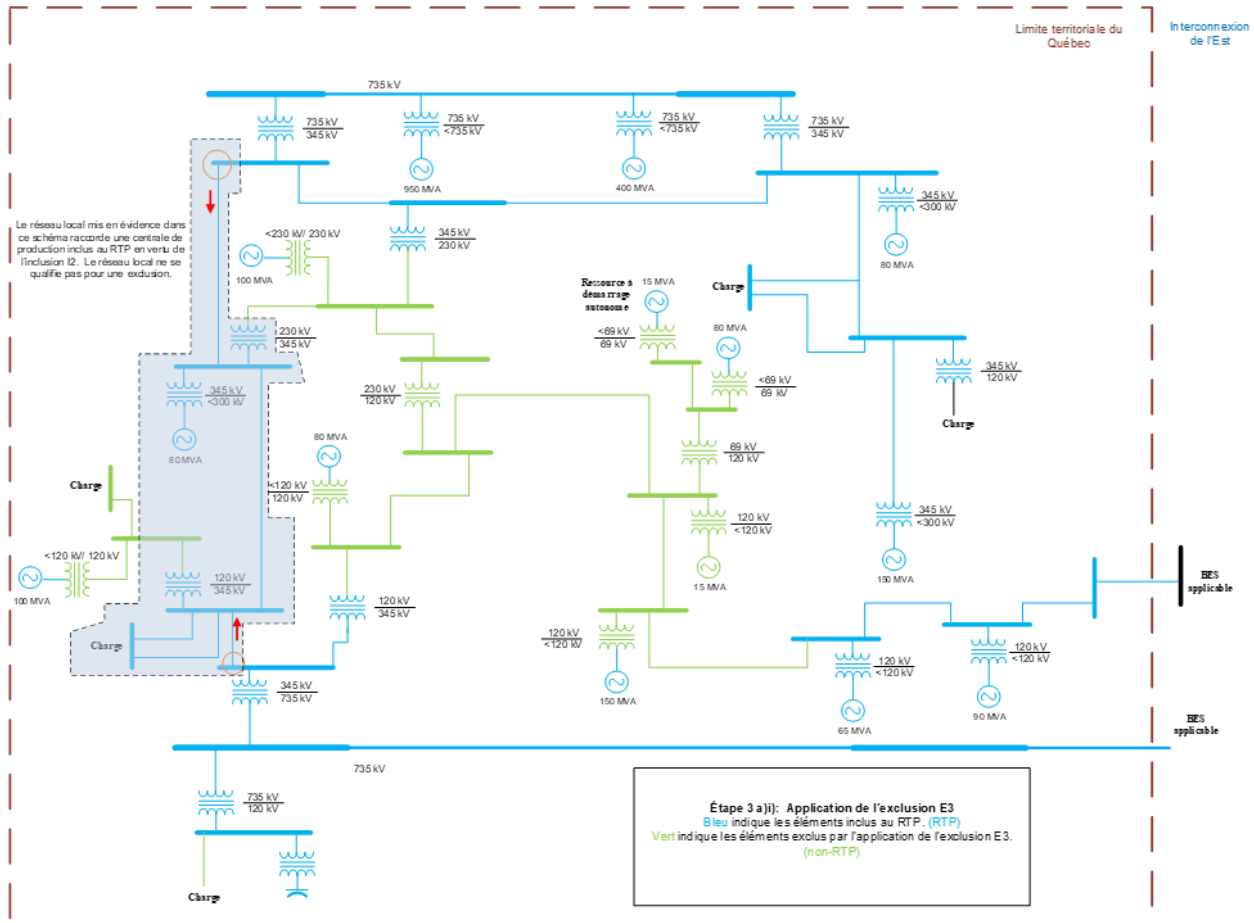 Limite territoriale du
Québec
Interconnexion
de l'Est
735 kV
735 kV
345 kV
735 kV
<735 kV
950 MVA
735 kV
<735 kV
400 MVA
735 kV
345 kV
Le réseau local mis en évidence dans
ce schéma raccorde une centrale de
production inclus au RTP en vertu de
l'inclusion I2. Le réseau local ne se
qualifie pas pour une exclusion.
345 kV
<300 kV
80 MVA
345 kV
230 kV
<230 kV/ 230 kV
100 MVA
Ressource à
démarrage
autonome
15 MVA
<69 kV
69 kV
80 MVA
<69 kV
69 kV
Charge
230 kV
345 kV
345 kV
<300 kV
80 MVA
230 kV
120 kV
345 kV
120 kV
Charge
69 kV
120 kV
80 MVA
<120 kV
120 kV
Charge
<120 kV/ 120 kV
100 MVA
120 kV
<120 kV
15 MVA
345 kV
<300 kV
150 MVA
120 kV
345 kV
120 kV
345 kV
BES
applicable
Charge
120 kV
<120 kV
150 MVA
120 kV
<120 kV
65 MVA
120 kV
<120 kV
90 MVA
345 kV
735 kV
BES
applicable
735 kV
735 kV
120 kV
Charge
Étape 3 a)i): Application de l'exclusion E3
Bleu indique les éléments inclus au RTP. (RTP)
Vert indique les éléments exclus par l'application de l'exclusion E3.
(non-RTP)